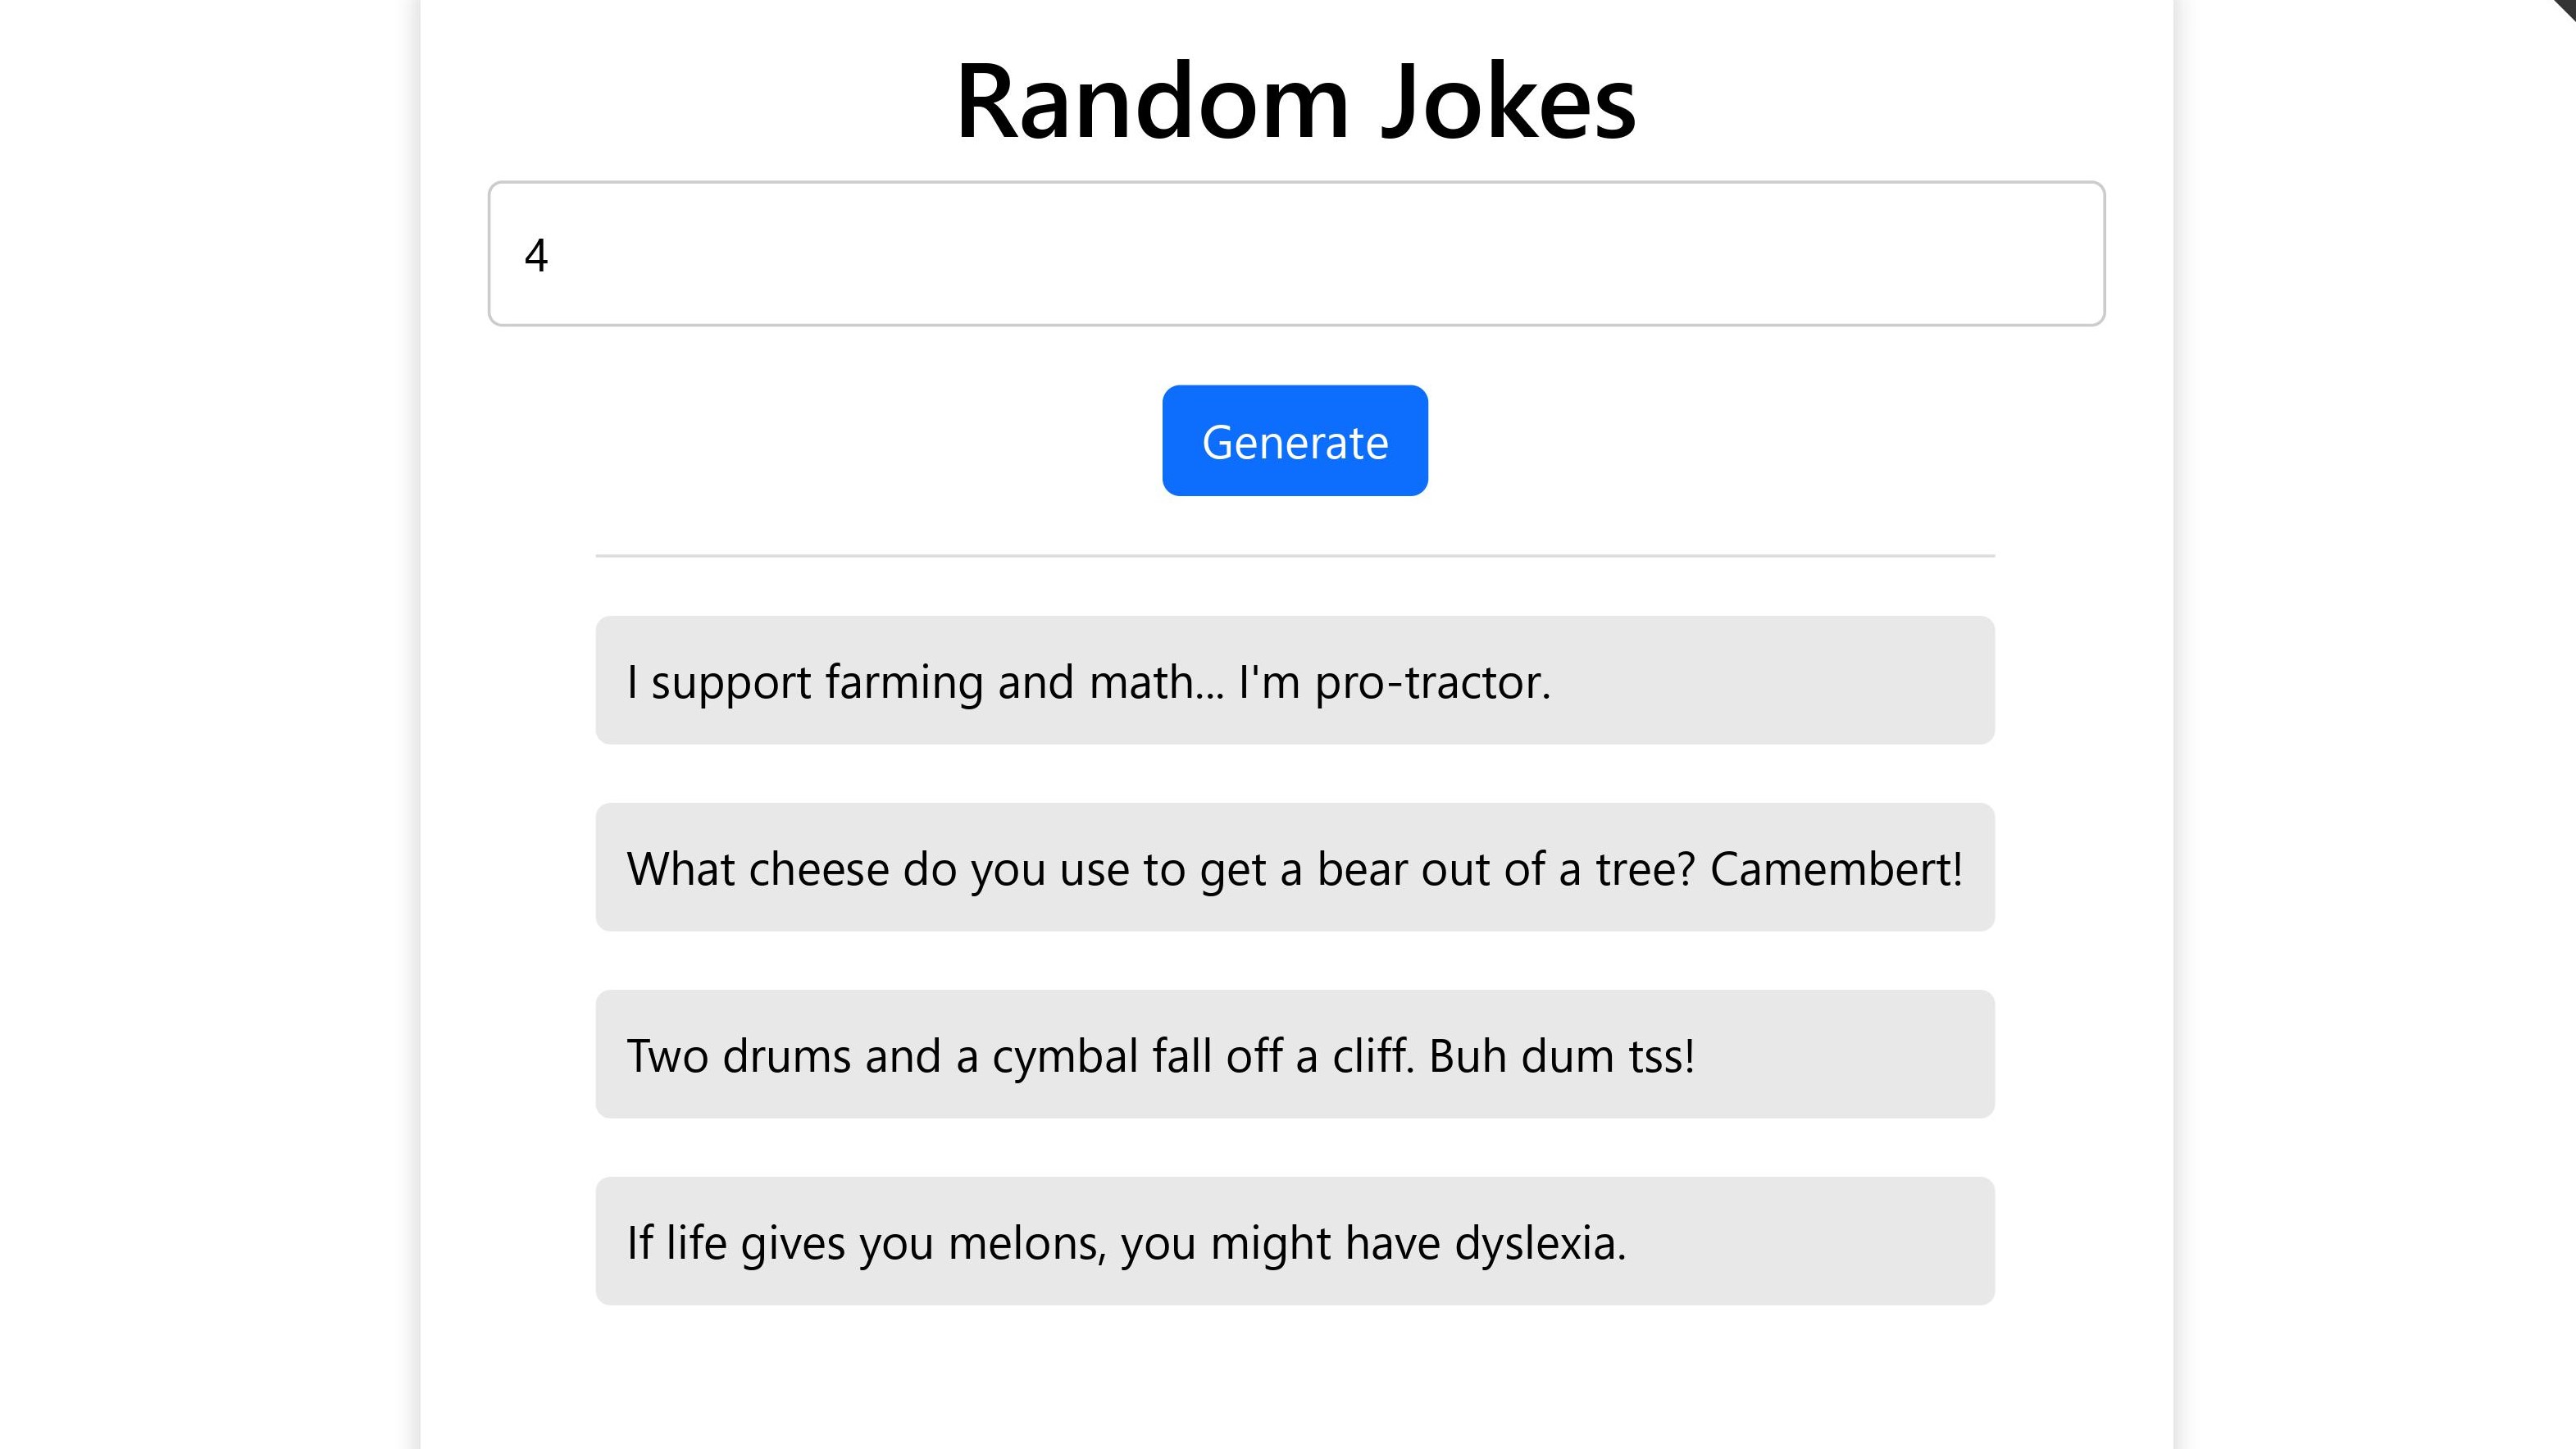 Random Jokes
4
Generate
I support farming and math... I'm pro-tractor.
What cheese do you use to get a bear out of a tree? Camembert!
Two drums and a cymbal fall off a cliff. Buh dum tss!
If life gives you melons, you might have dyslexia.